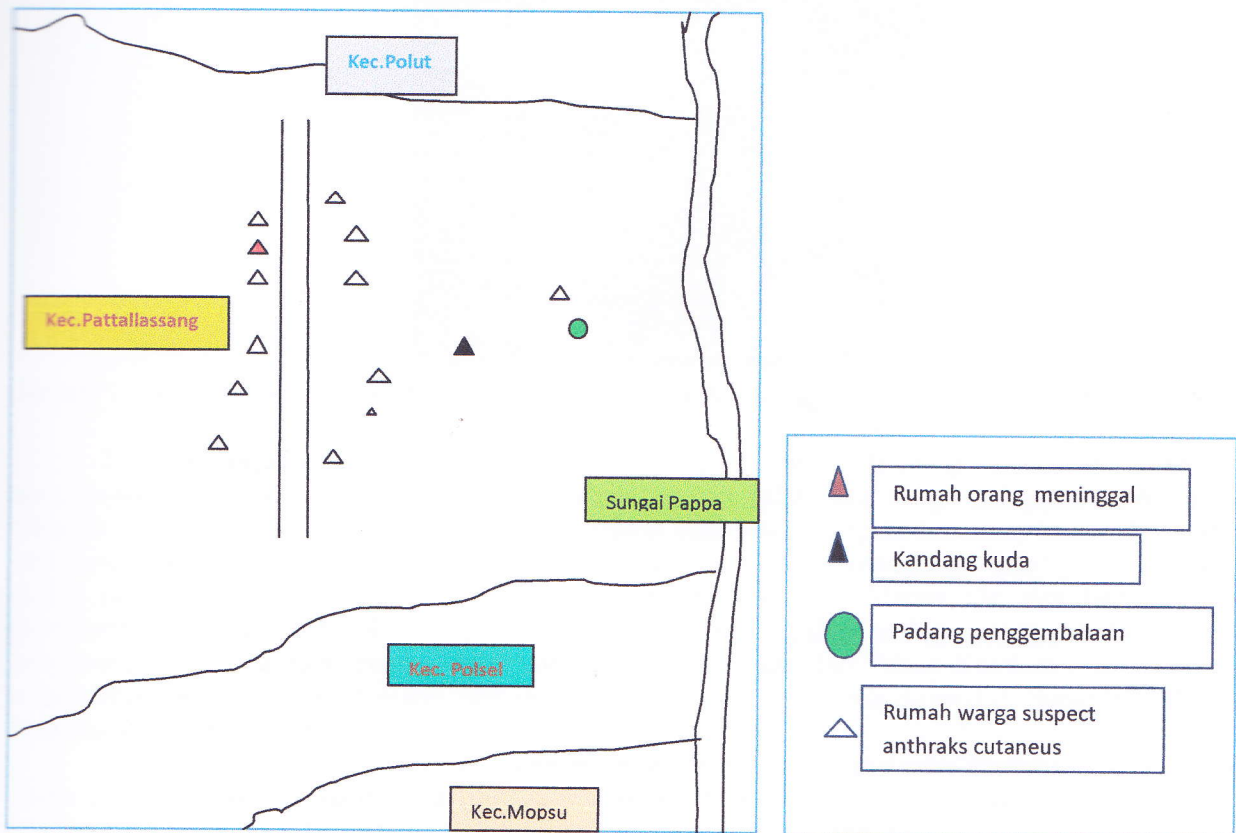 Kec.Polut
Kec.Pattallassang
Sungai Pappa
Kec. Polsel
Kec.Mopsu
Rumah orang meninggal
Kandang kuda
Padang penggembalaan
Rumah warga suspect
anthraks cutaneus